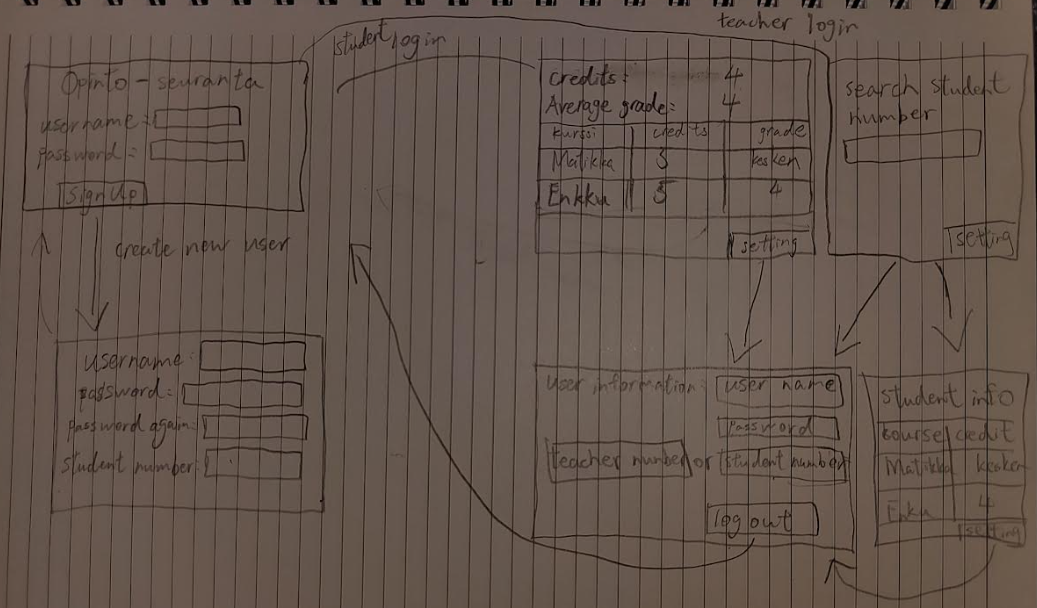 teacher login
student login
Opinto-seuranta
username:
password:
Sign Up
create new user
username:
password:
password again:
student number:
credits: 4
Average grade: 4
kurssi credits grade
Matikka 3 kesken
Enkku 5 4
setting
search student
number
setting
user information: user name
password
teacher number or student number
log out
student info
course credit
Matikka kesken
Enku 4
setting